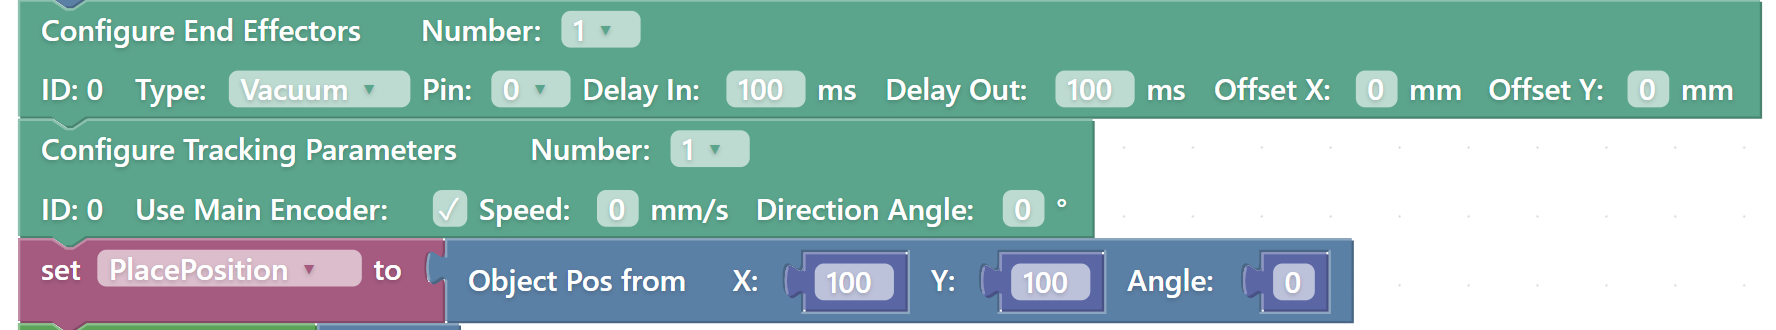 Configure End Effectors Number: 1
ID: 0 Type: Vacuum Pin: 0 Delay In: 100 ms Delay Out: 100 ms Offset X: 0 mm Offset Y: 0 mm
Configure Tracking Parameters Number: 1
ID: 0 Use Main Encoder: ✓ Speed: 0 mm/s Direction Angle: 0 °
set PlacePosition to Object Pos from X: 100 Y: 100 Angle: 0